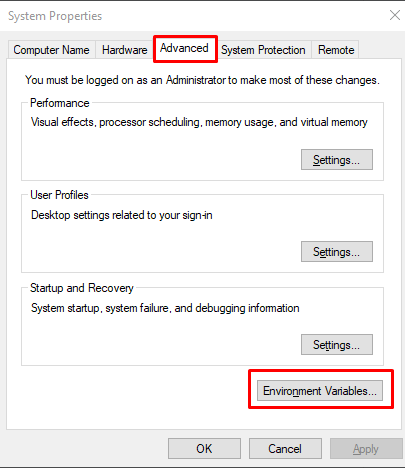 System Properties
Computer Name Hardware Advanced System Protection Remote
You must be logged on as an Administrator to make most of these changes.
Performance
Visual effects, processor scheduling, memory usage, and virtual memory
Settings...
User Profiles
Desktop settings related to your sign-in
Settings...
Startup and Recovery
System startup, system failure, and debugging information
Settings...
Environment Variables...
OK Cancel Apply